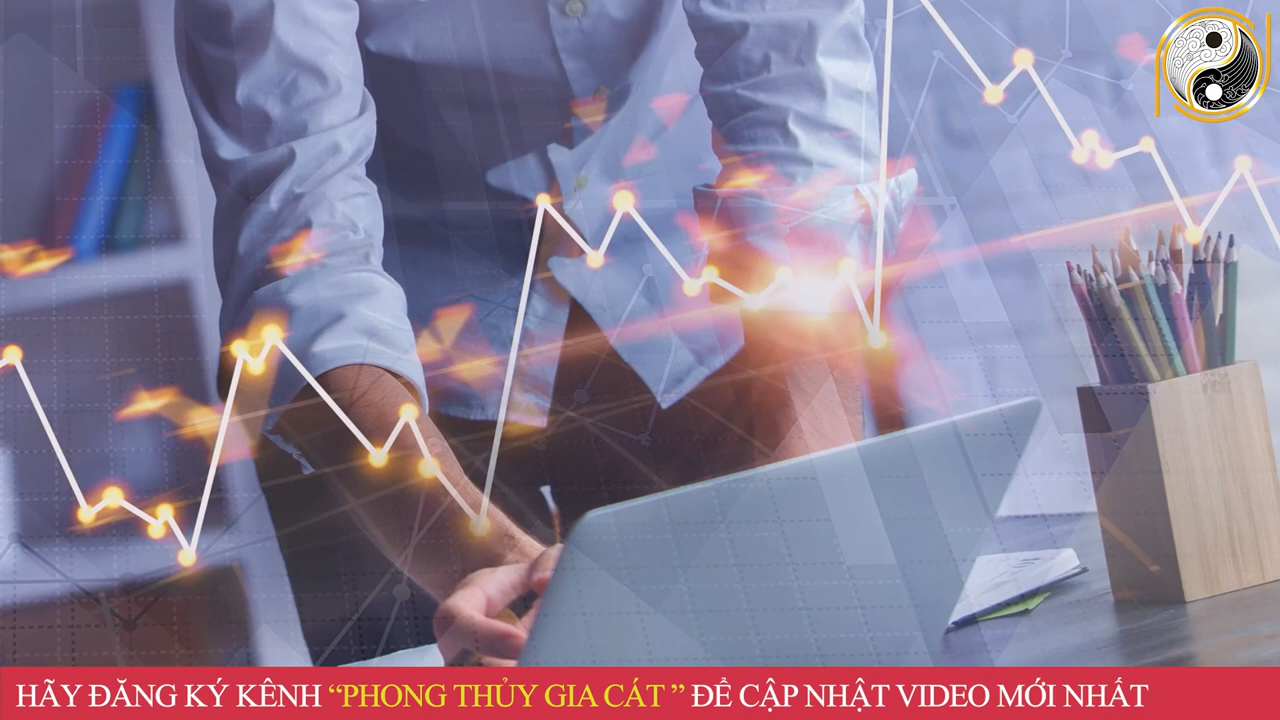 HÃY ĐĂNG KÝ KÊNH “PHONG THỦY GIA CÁT ” ĐỂ CẬP NHẬT VIDEO MỚI NHẤT